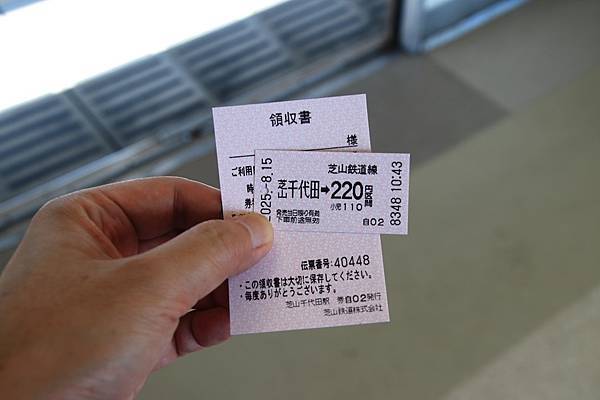 領収書
様
ご利用
時
券
芝山鉄道線
芝山千代田→220円区間
小児110
発売当日限り有効
下車前途無効
自02
2025.-8.15
8348 10:43
伝票番号:40448
・この領収書は大切に保存してください。
・毎度ありがとうございます。
芝山千代田駅 券自02発行
芝山鉄道株式会社